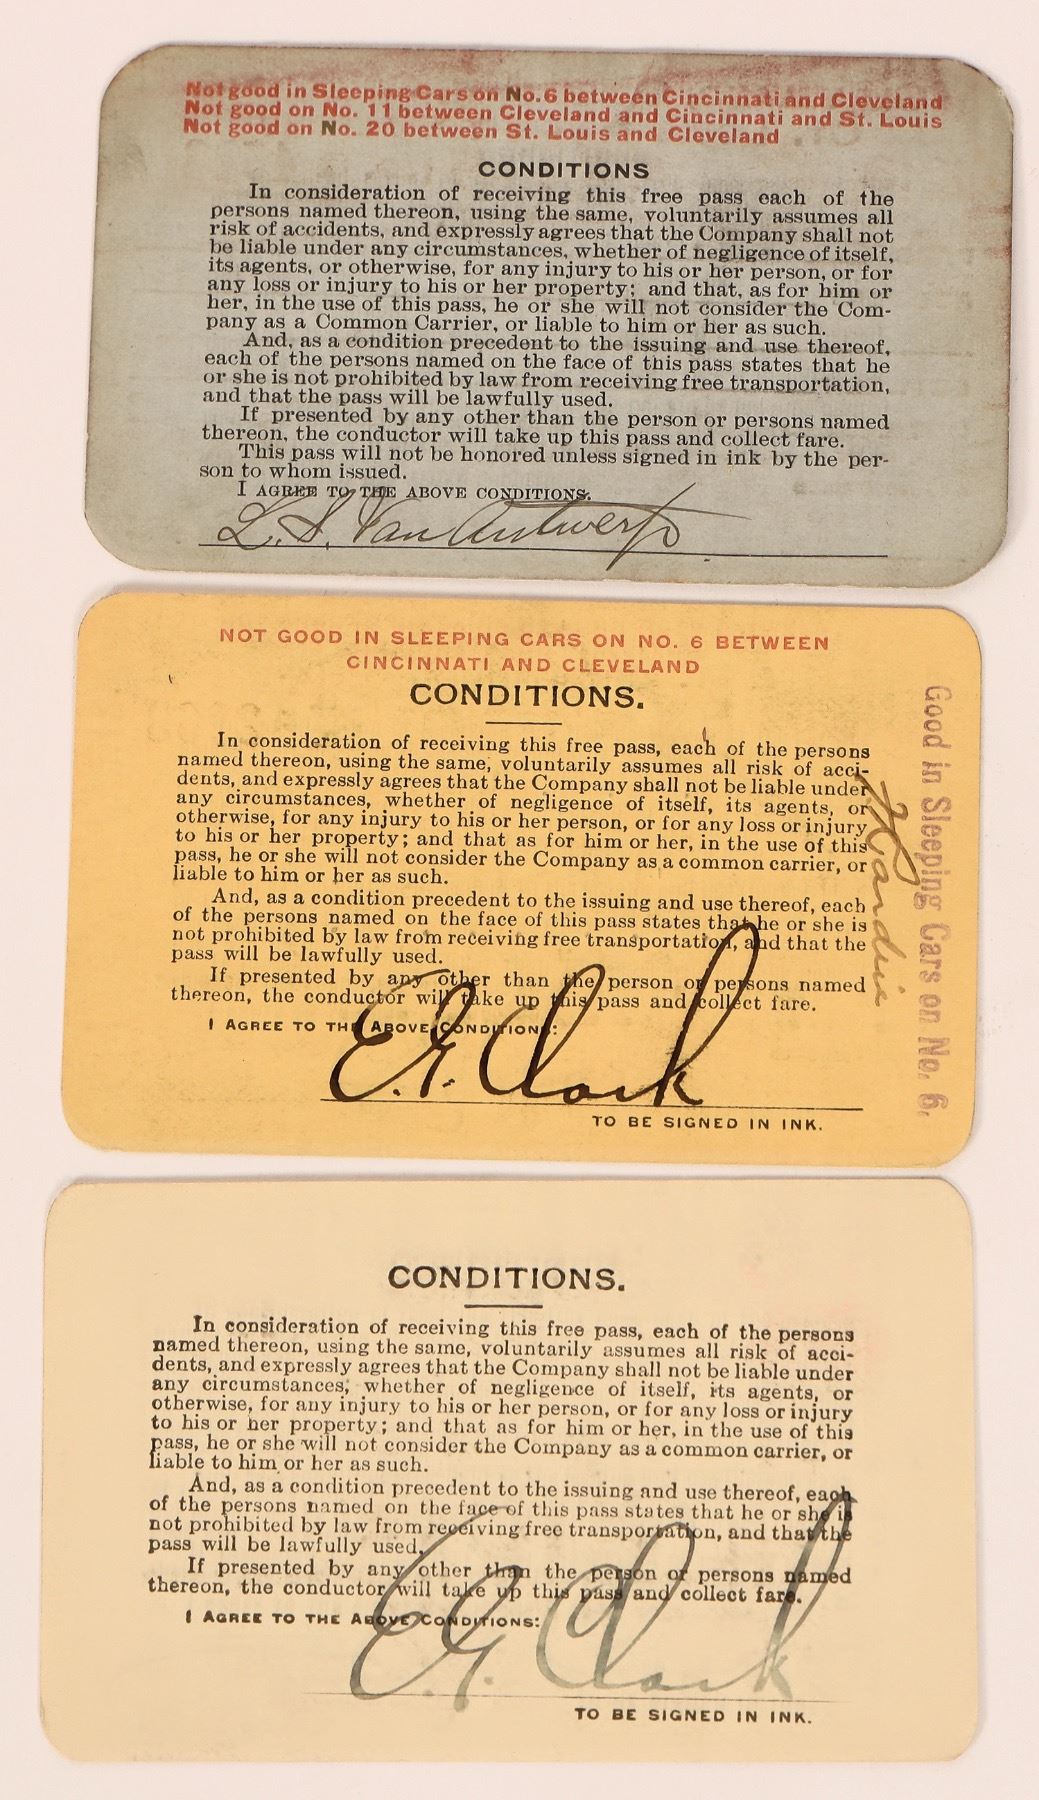 Not good in Sleeping Cars on No. 6 between Cincinnati and Cleveland
Not good on No. 11 between Cleveland and Cincinnati and St. Louis
Not good on No. 20 between St. Louis and Cleveland
CONDITIONS
In consideration of receiving this free pass each of the
persons named thereon, using the same, voluntarily assumes all
risk of accidents, and expressly agrees that the Company shall not
be liable under any circumstances, whether of negligence of itself,
its agents, or otherwise, for any injury to his or her person, or for
any loss or injury to his or her property; and that, as for him or
her, in the use of this pass, he or she will not consider the Com-
pany as a Common Carrier, or liable to him or her as such.
And, as a condition precedent to the issuing and use thereof,
each of the persons named on the face of this pass states that he
or she is not prohibited by law from receiving free transportation,
and that the pass will be lawfully used.
If presented by any other than the person or persons named
thereon, the conductor will take up this pass and collect fare.
This pass will not be honored unless signed in ink by the per-
son to whom issued.
I AGREE TO THE ABOVE CONDITIONS.
L. S. Van Antwerp
NOT GOOD IN SLEEPING CARS ON NO. 6 BETWEEN
CINCINNATI AND CLEVELAND
CONDITIONS.
In consideration of receiving this free pass, each of the persons
named thereon, using the same, voluntarily assumes all risk of acci-
dents, and expressly agrees that the Company shall not be liable under
any circumstances, whether of negligence of itself, its agents, or
otherwise, for any injury to his or her person, or for any loss or injury
to his or her property; and that as for him or her, in the use of this
pass, he or she will not consider the Company as a common carrier, or
liable to him or her as such.
And, as a condition precedent to the issuing and use thereof, each
of the persons named on the face of this pass states that he or she is
not prohibited by law from receiving free transportation, and that the
pass will be lawfully used.
If presented by any other than the person or persons named
thereon, the conductor will take up this pass and collect fare.
I AGREE TO THE ABOVE CONDITIONS:
E. E. Clark
TO BE SIGNED IN INK.
Good in Sleeping Cars on No. 6.
CONDITIONS.
In consideration of receiving this free pass, each of the persons
named thereon, using the same, voluntarily assumes all risk of acci-
dents, and expressly agrees that the Company shall not be liable under
any circumstances, whether of negligence of itself, its agents, or
otherwise, for any injury to his or her person, or for any loss or injury
to his or her property; and that as for him or her, in the use of this
pass, he or she will not consider the Company as a common carrier, or
liable to him or her as such.
And, as a condition precedent to the issuing and use thereof, each
of the persons named on the face of this pass states that he or she is
not prohibited by law from receiving free transportation, and that the
pass will be lawfully used.
If presented by any other than the person or persons named
thereon, the conductor will take up this pass and collect fare.
I AGREE TO THE ABOVE CONDITIONS:
E. E. Clark
TO BE SIGNED IN INK.